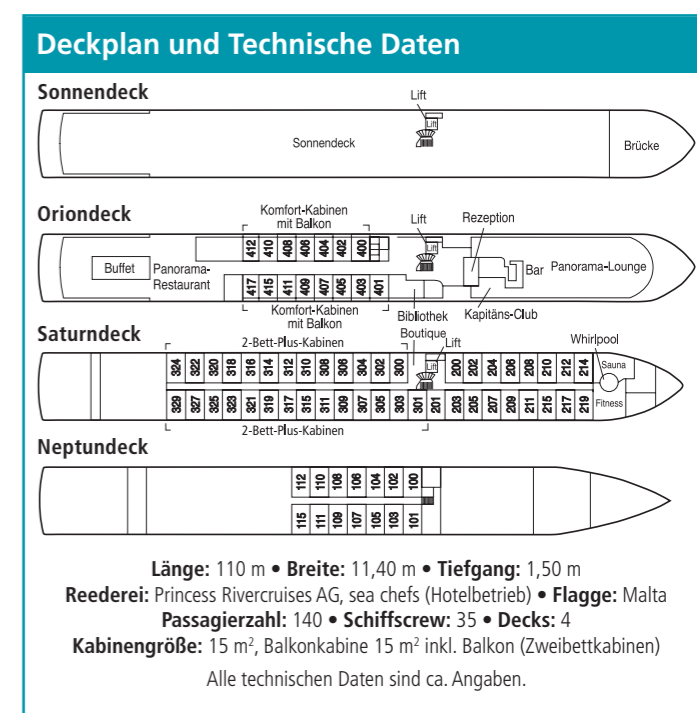 Deckplan und Technische Daten
Sonnendeck
Lift
Lift
Sonnendeck
Brücke
Oriondeck
Komfort-Kabinen
mit Balkon
Lift
Rezeption
412 410 408 406 404 402 400
Lift
Buffet
Panorama-
Restaurant
Bar
Panorama-Lounge
417 415 411 409 407 405 403 401
Komfort-Kabinen
mit Balkon
Bibliothek
Kapitäns-Club
Saturndeck
2-Bett-Plus-Kabinen
Boutique
Lift
Whirlpool
324 322 320 318 316 314 312 310 308 306 304 302 300
Lift
200 202 204 206 208 210 212 214
Sauna
329 327 325 323 321 319 317 315 311 309 307 305 303 301 201 203 205 207 209 211 215 217 219
Fitness
2-Bett-Plus-Kabinen
Neptundeck
112 110 108 106 104 102 100
115 111 109 107 105 103 101
Länge: 110 m • Breite: 11,40 m • Tiefgang: 1,50 m
Reederei: Princess Rivercruises AG, sea chefs (Hotelbetrieb) • Flagge: Malta
Passagierzahl: 140 • Schiffscrew: 35 • Decks: 4
Kabinengröße: 15 m², Balkonkabine 15 m² inkl. Balkon (Zweibettkabinen)
Alle technischen Daten sind ca. Angaben.